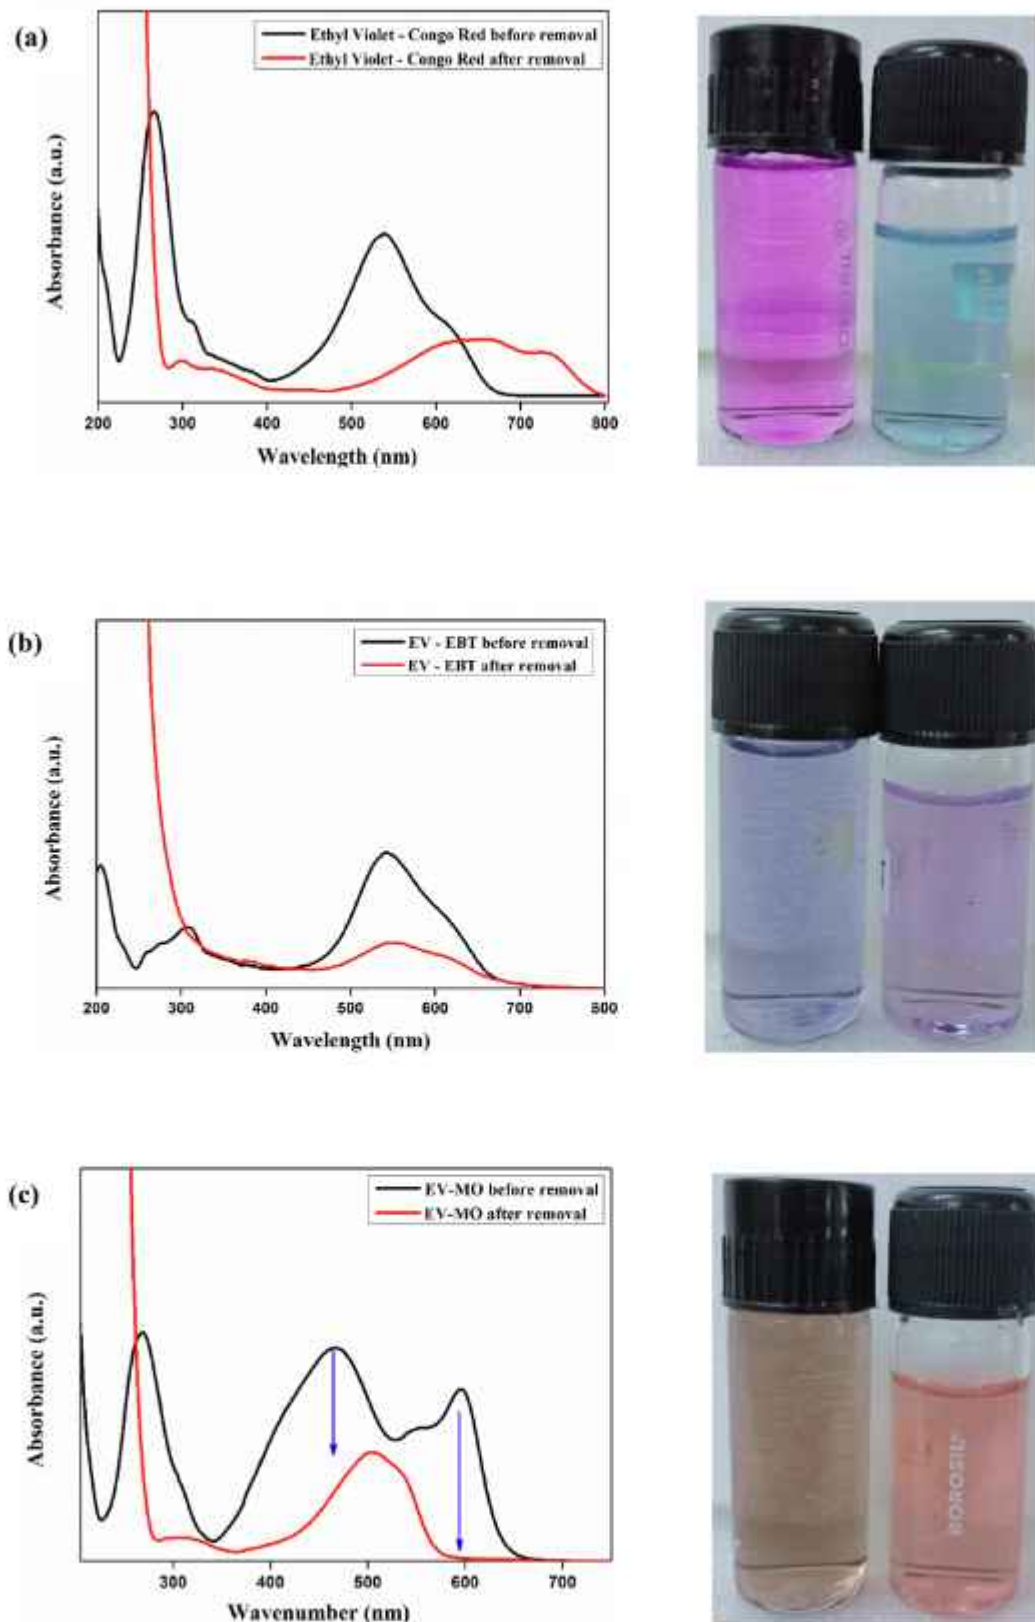 (a)
Ethyl Violet - Congo Red before removal
Ethyl Violet - Congo Red after removal
Absorbance (a.u.)
200 300 400 500 600 700 800
Wavelength (nm)
(b)
EV - EBT before removal
EV - EBT after removal
Absorbance (a.u.)
200 300 400 500 600 700 800
Wavelength (nm)
(c)
EV-MO before removal
EV-MO after removal
Absorbance (a.u.)
300 400 500 600 700
Wavenumber (nm)
BOROSIL